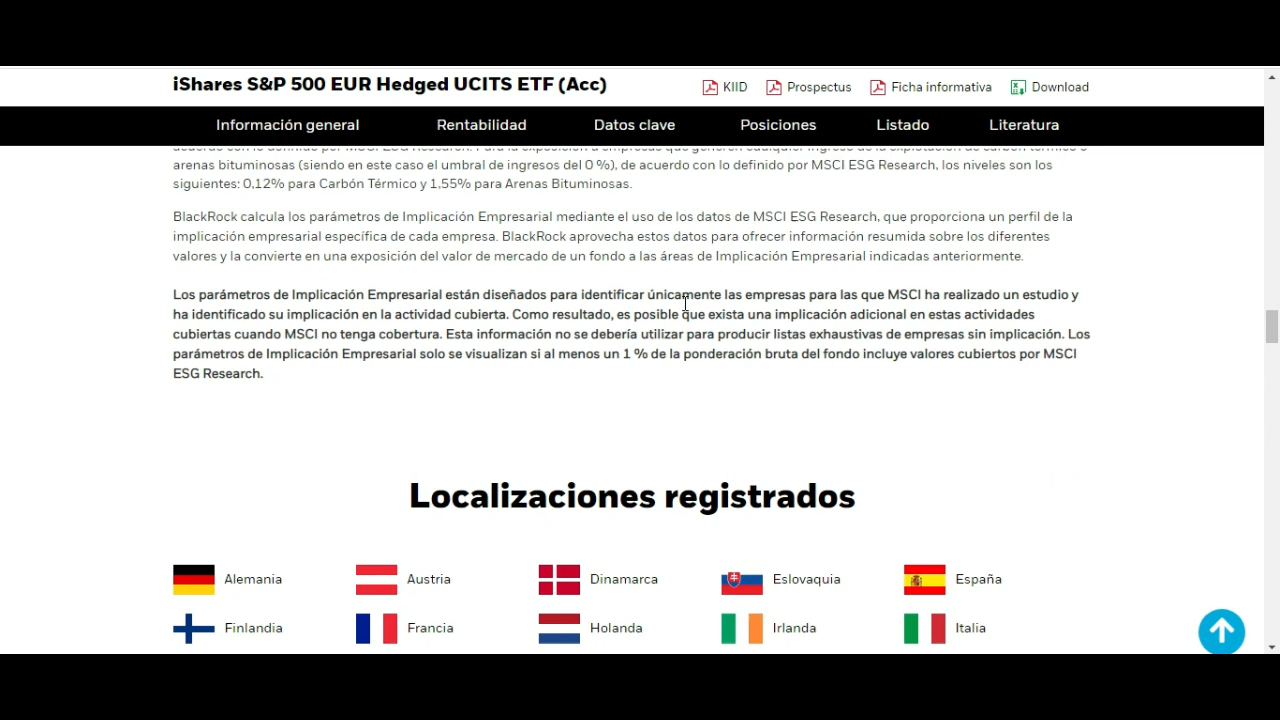 iShares S&P 500 EUR Hedged UCITS ETF (Acc)
KIID Prospectus Ficha informativa Download
Información general Rentabilidad Datos clave Posiciones Listado Literatura
arenas bituminosas (siendo en este caso el umbral de ingresos del 0 %), de acuerdo con lo definido por MSCI ESG Research, los niveles son los
siguientes: 0,12% para Carbón Térmico y 1,55% para Arenas Bituminosas.
BlackRock calcula los parámetros de Implicación Empresarial mediante el uso de los datos de MSCI ESG Research, que proporciona un perfil de la
implicación empresarial específica de cada empresa. BlackRock aprovecha estos datos para ofrecer información resumida sobre los diferentes
valores y la convierte en una exposición del valor de mercado de un fondo a las áreas de Implicación Empresarial indicadas anteriormente.
Los parámetros de Implicación Empresarial están diseñados para identificar únicamente las empresas para las que MSCI ha realizado un estudio y
ha identificado su implicación en la actividad cubierta. Como resultado, es posible que exista una implicación adicional en estas actividades
cubiertas cuando MSCI no tenga cobertura. Esta información no se debería utilizar para producir listas exhaustivas de empresas sin implicación. Los
parámetros de Implicación Empresarial solo se visualizan si al menos un 1 % de la ponderación bruta del fondo incluye valores cubiertos por MSCI
ESG Research.
Localizaciones registrados
Alemania Austria Dinamarca Eslovaquia España
Finlandia Francia Holanda Irlanda Italia